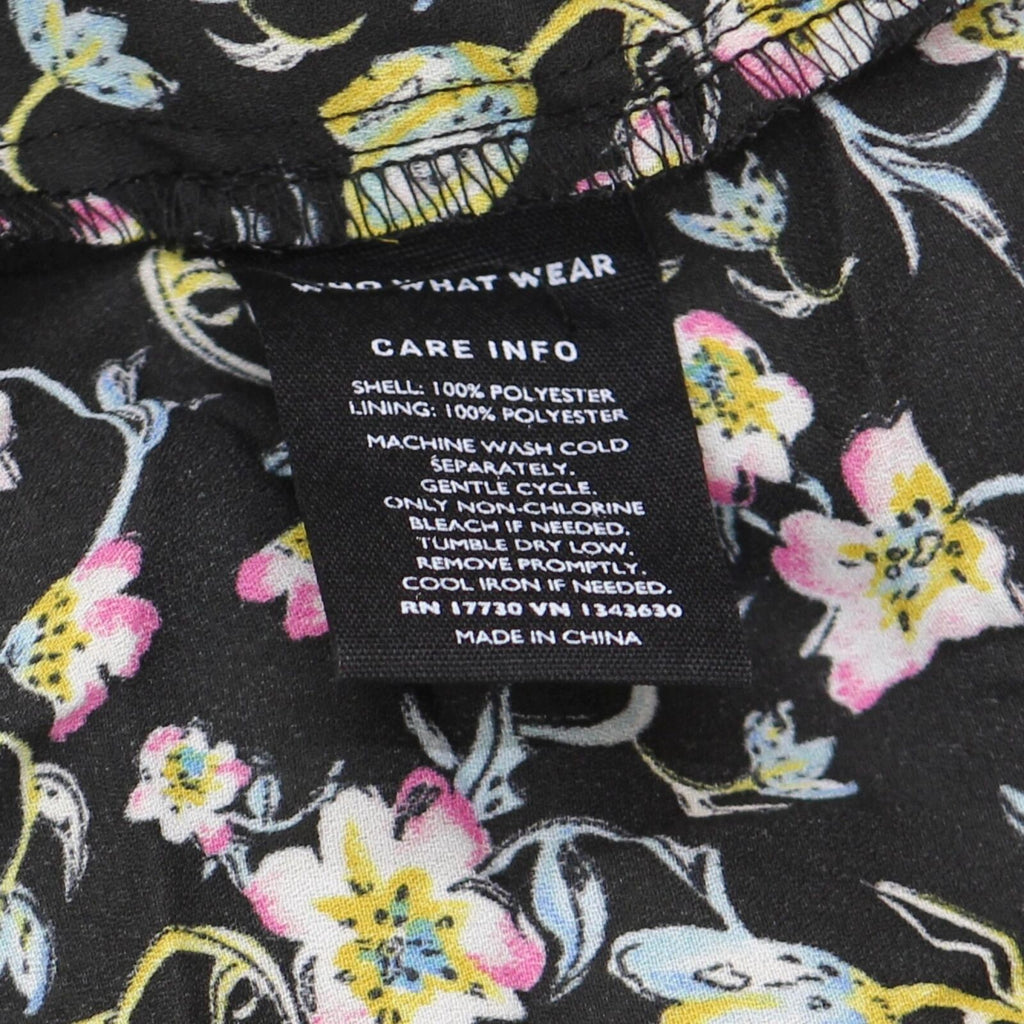 WHO WHAT WEAR
CARE INFO
SHELL: 100% POLYESTER
LINING: 100% POLYESTER
MACHINE WASH COLD
SEPARATELY.
GENTLE CYCLE.
ONLY NON-CHLORINE
BLEACH IF NEEDED.
TUMBLE DRY LOW.
REMOVE PROMPTLY.
COOL IRON IF NEEDED.
RN 17730 VN 1343630
MADE IN CHINA